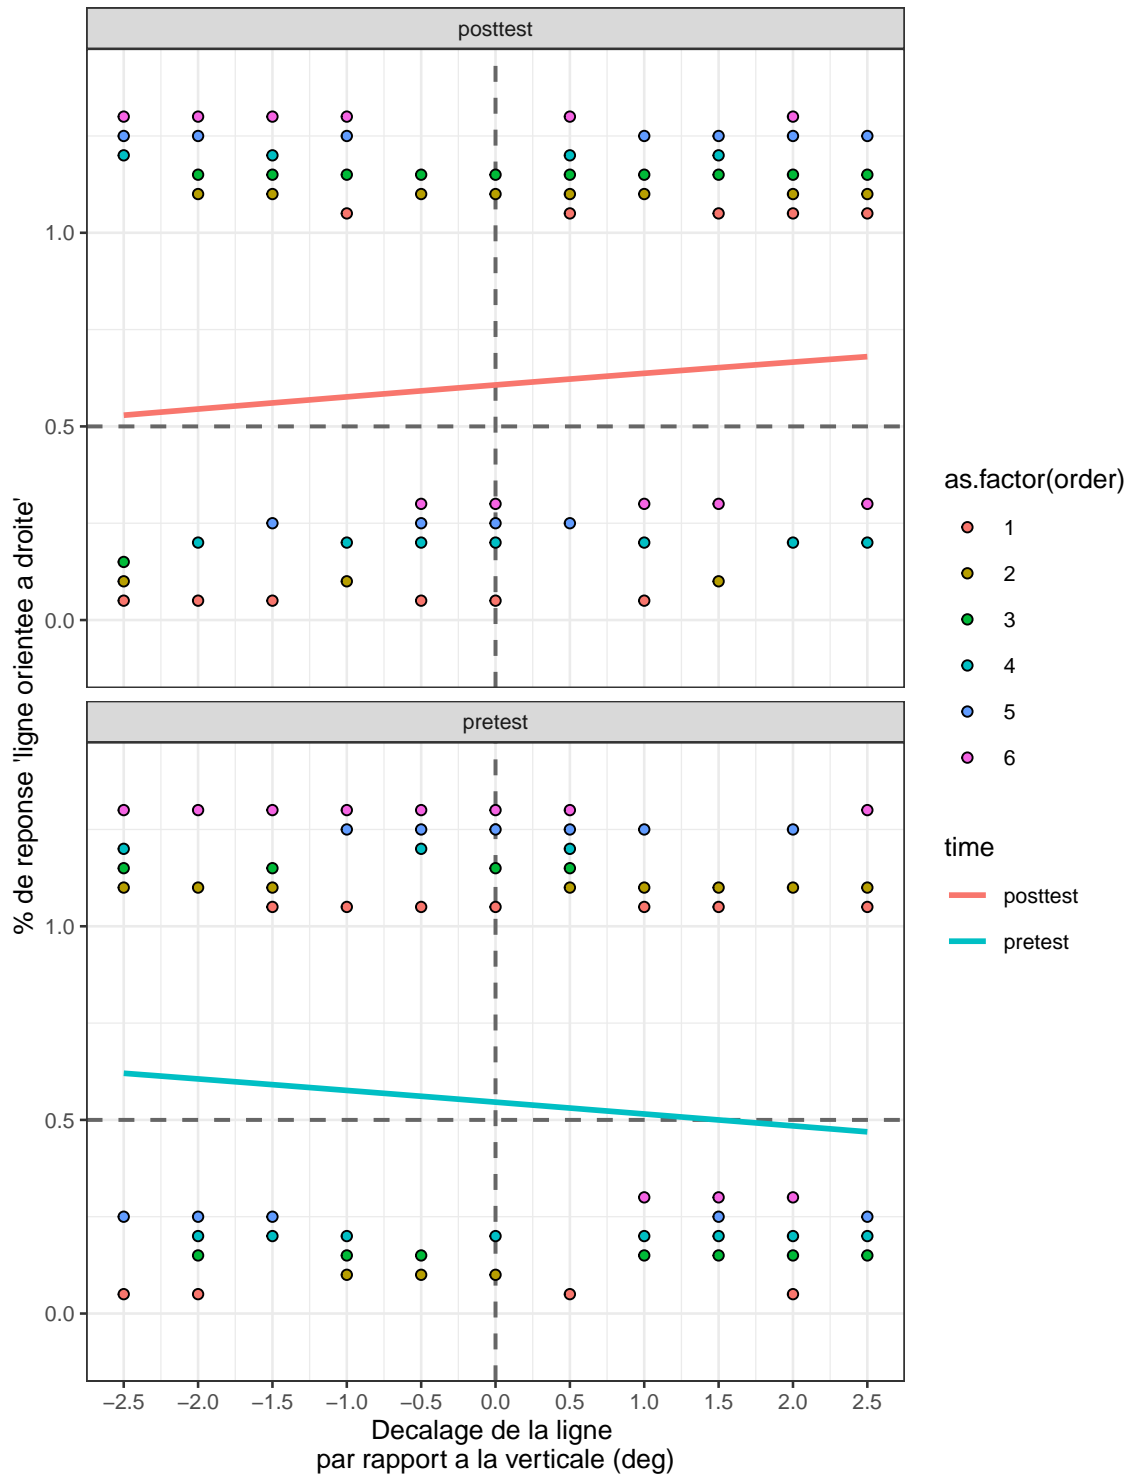 posttest
1.0
0.5
0.0
pretest
1.0
0.5
0.0
−2.5 −2.0 −1.5 −1.0 −0.5 0.0 0.5 1.0 1.5 2.0 2.5
Decalage de la ligne
par rapport a la verticale (deg)
% de reponse 'ligne orientee a droite'
as.factor(order)
1
2
3
4
5
6
time
posttest
pretest